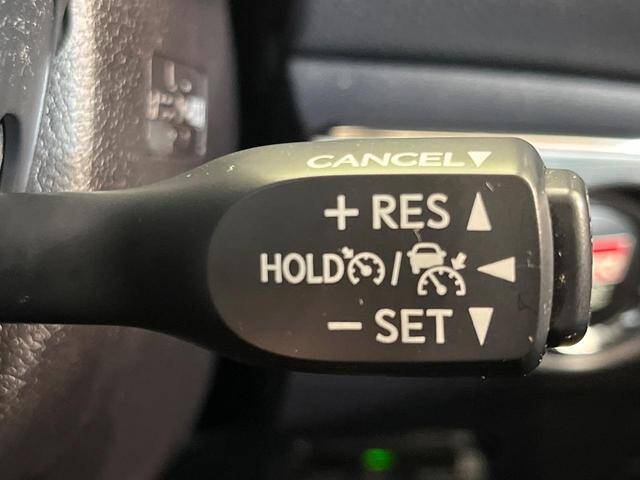 CANCEL▼
+ RES ▲
HOLD / ◄
− SET ▼